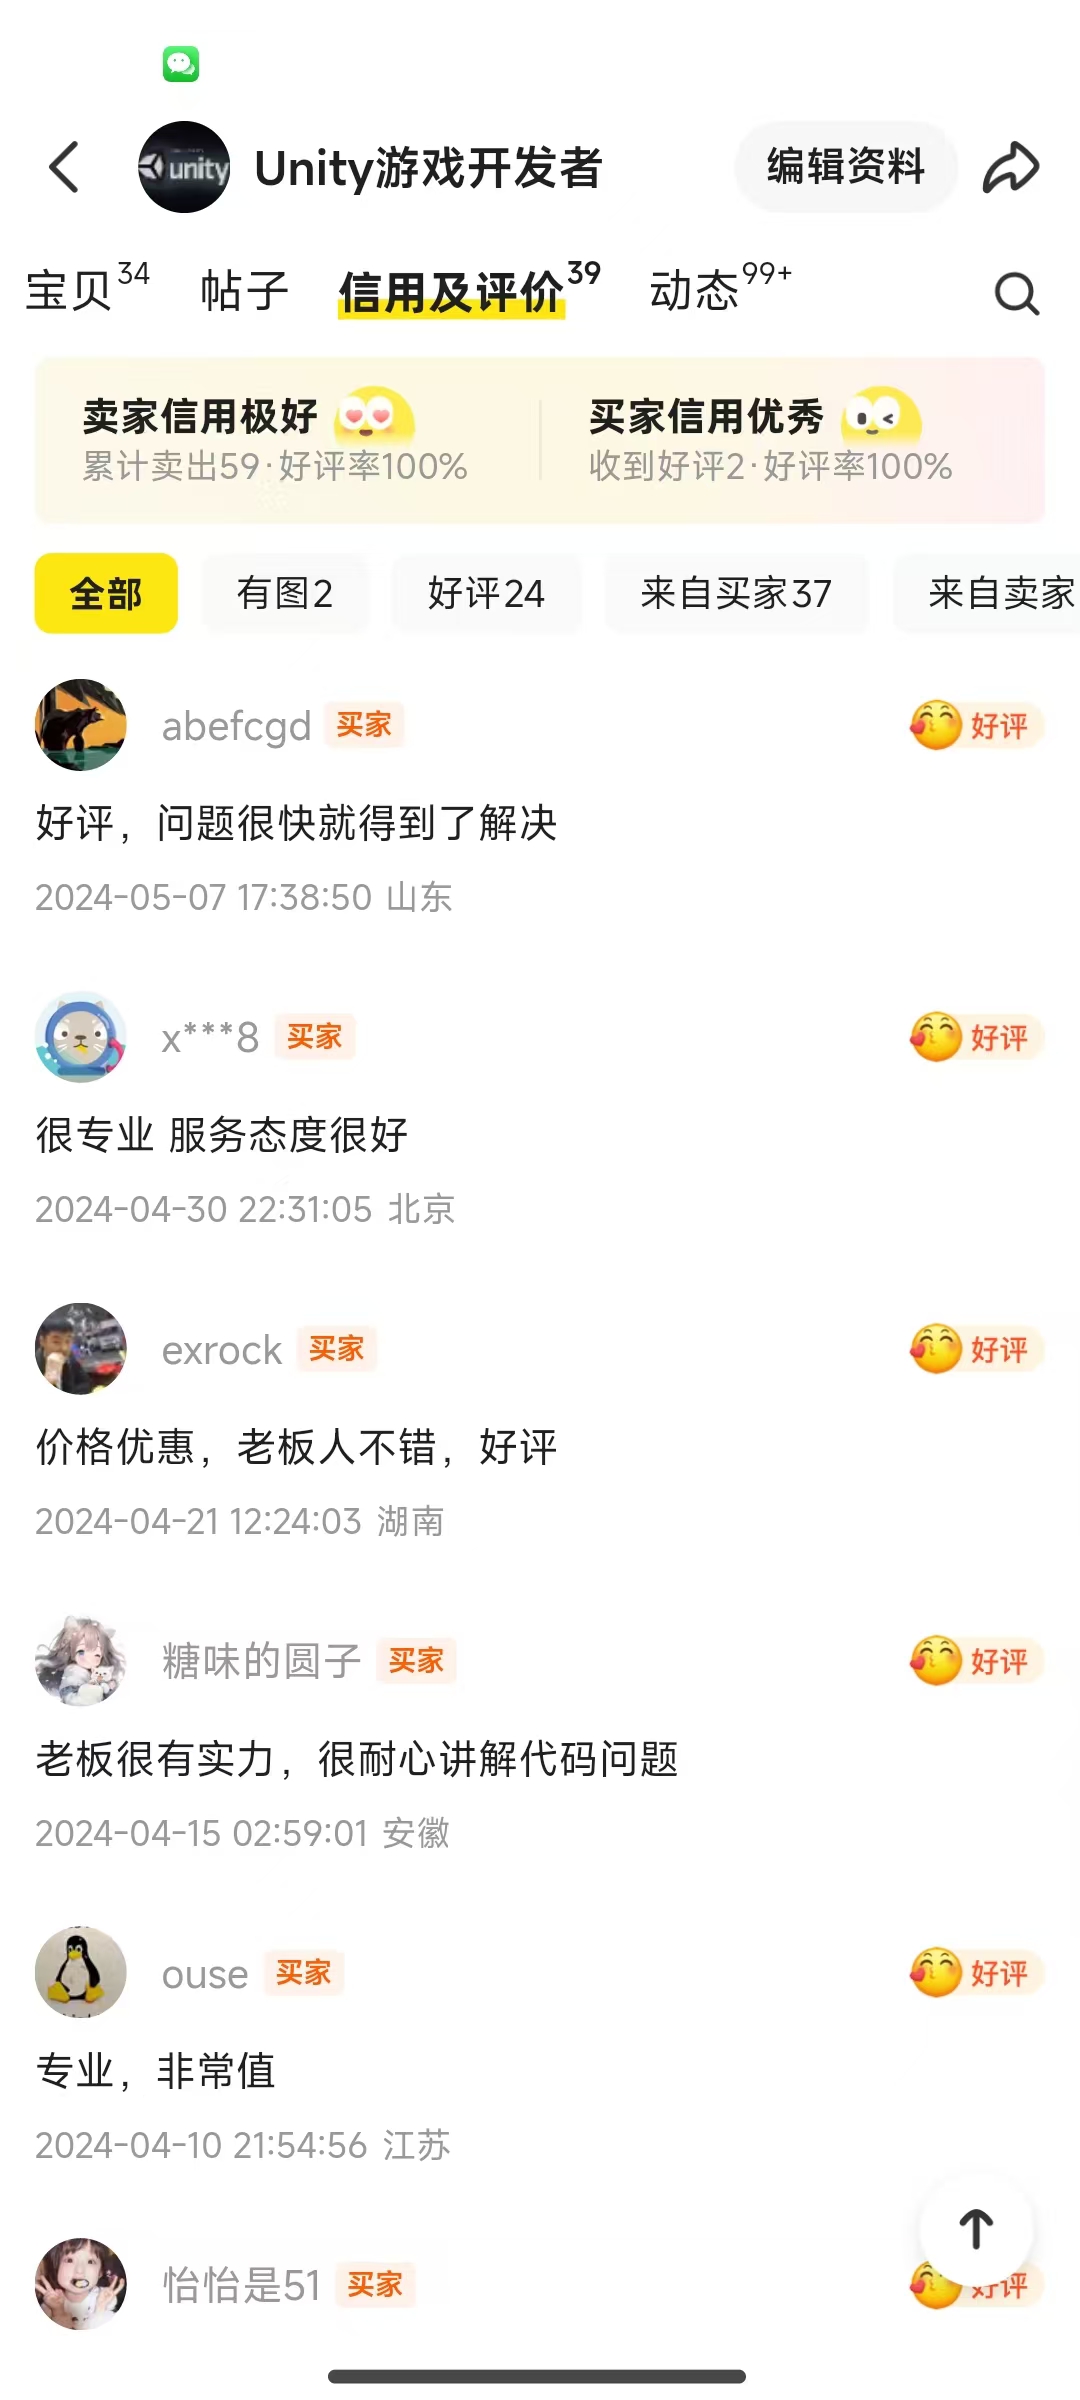 unity
Unity游戏开发者
编辑资料
宝贝34 帖子 信用及评价39 动态99+
卖家信用极好 买家信用优秀
累计卖出59·好评率100% 收到好评2·好评率100%
全部 有图2 好评24 来自买家37 来自卖家
abefcgd 买家 好评
好评，问题很快就得到了解决
2024-05-07 17:38:50 山东
x***8 买家 好评
很专业 服务态度很好
2024-04-30 22:31:05 北京
exrock 买家 好评
价格优惠，老板人不错，好评
2024-04-21 12:24:03 湖南
糖味的圆子 买家 好评
老板很有实力，很耐心讲解代码问题
2024-04-15 02:59:01 安徽
ouse 买家 好评
专业，非常值
2024-04-10 21:54:56 江苏
怡怡是51 买家 好评